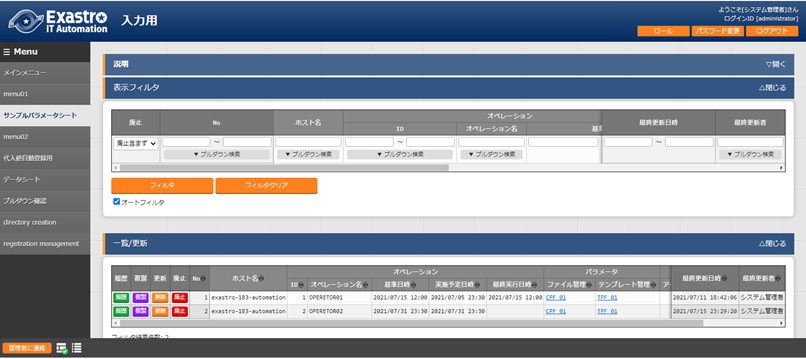 Exastro
IT Automation
入力用
ようこそ[システム管理者]さん
ログインID [administrator]
ロール
パスワード変更
ログアウト
☰ Menu
メインメニュー
menu01
サンプルパラメータシート
menu02
代入値自動登録用
データシート
プルダウン確認
directory creation
registration management
説明
▽開く
表示フィルタ
△閉じる
廃止 No ホスト名 オペレーション 最終更新日時 最終更新者
ID オペレーション名 基準
廃止含まず ～ ～ ～
▼ プルダウン検索 ▼ プルダウン検索 ▼ プルダウン検索 ▼ プルダウン検索 ▼ プルダウン検索
フィルタ
フィルタクリア
オートフィルタ
一覧/更新
△閉じる
履歴 複製 更新 廃止 No ホスト名 オペレーション パラメータ 最終更新日時 最終更新者
ID オペレーション名 基準日時 実施予定日時 最終実行日時 ファイル管理 テンプレート管理 アー
履歴 複製 更新 廃止 1 exastro-183-automation 1 OPERETOR01 2021/07/15 12:00 2021/07/05 23:30 2021/07/15 12:00 CPF_01 TPF_01 2021/07/11 18:42:06 システム管理者
履歴 複製 更新 廃止 2 exastro-183-automation 2 OPERETOR02 2021/07/31 23:30 2021/07/31 23:30 CPF_01 TPF_01 2021/07/15 23:29:20 システム管理者
フィルタ結果件数: 2
管理者に連絡